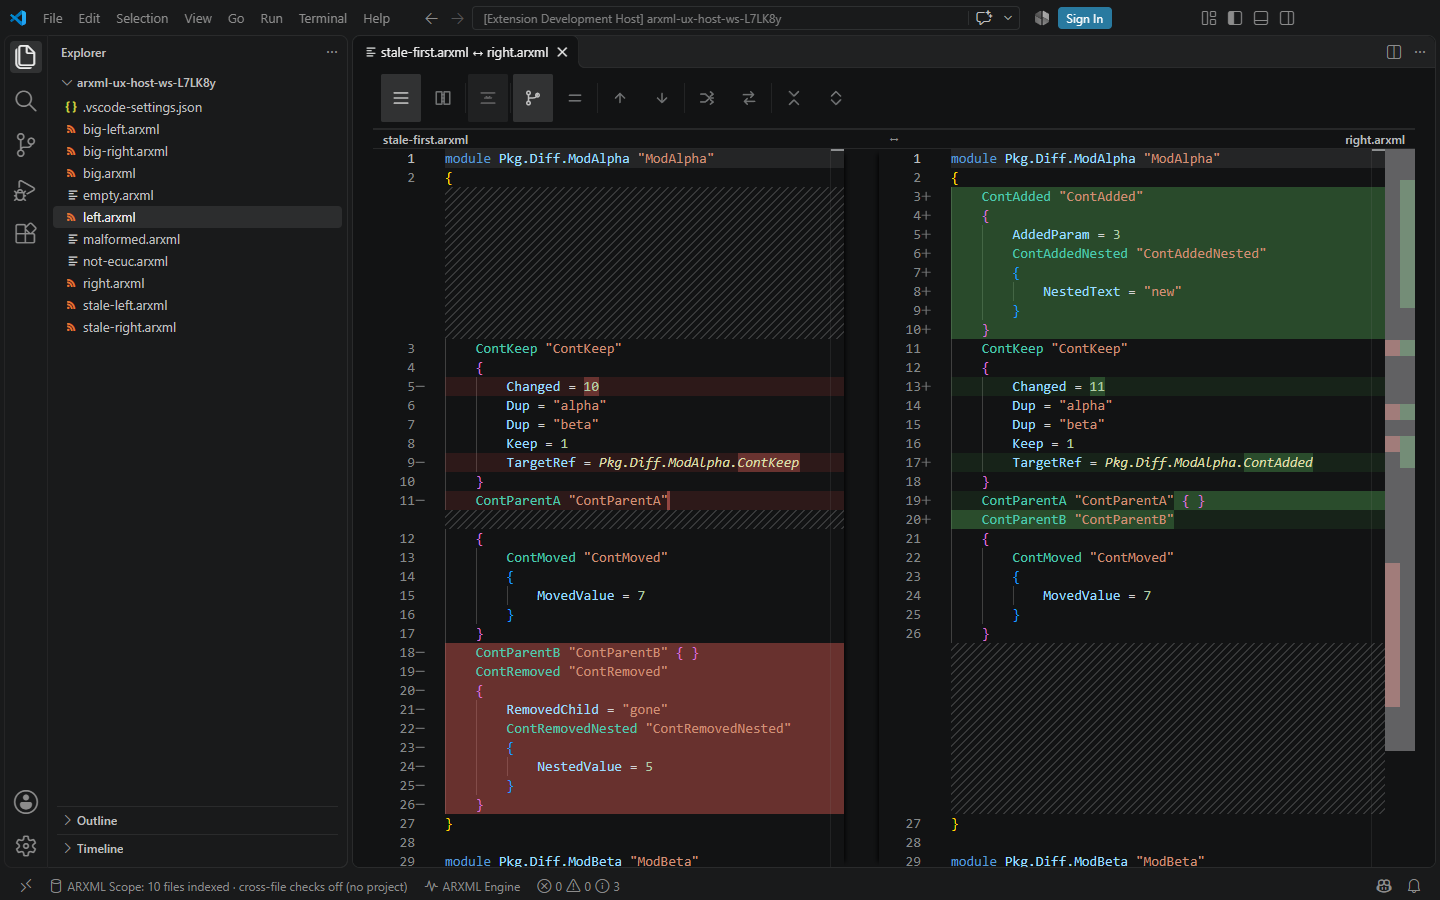 File Edit Selection View Go Run Terminal Help
[Extension Development Host] arxml-ux-host-ws-L7LK8y
Sign In
Explorer
arxml-ux-host-ws-L7LK8y
{} .vscode-settings.json
big-left.arxml
big-right.arxml
big.arxml
empty.arxml
left.arxml
malformed.arxml
not-ecuc.arxml
right.arxml
stale-left.arxml
stale-right.arxml
Outline
Timeline
stale-first.arxml ↔ right.arxml
stale-first.arxml ↔ right.arxml
1 module Pkg.Diff.ModAlpha "ModAlpha"
2 {
3 ContKeep "ContKeep"
4 {
5− Changed = 10
6 Dup = "alpha"
7 Dup = "beta"
8 Keep = 1
9− TargetRef = Pkg.Diff.ModAlpha.ContKeep
10 }
11− ContParentA "ContParentA"
12 {
13 ContMoved "ContMoved"
14 {
15 MovedValue = 7
16 }
17 }
18− ContParentB "ContParentB" { }
19− ContRemoved "ContRemoved"
20− {
21− RemovedChild = "gone"
22− ContRemovedNested "ContRemovedNested"
23− {
24− NestedValue = 5
25− }
26− }
27 }
28
29 module Pkg.Diff.ModBeta "ModBeta"
1 module Pkg.Diff.ModAlpha "ModAlpha"
2 {
3+ ContAdded "ContAdded"
4+ {
5+ AddedParam = 3
6+ ContAddedNested "ContAddedNested"
7+ {
8+ NestedText = "new"
9+ }
10+ }
11 ContKeep "ContKeep"
12 {
13+ Changed = 11
14 Dup = "alpha"
15 Dup = "beta"
16 Keep = 1
17+ TargetRef = Pkg.Diff.ModAlpha.ContAdded
18 }
19+ ContParentA "ContParentA" { }
20+ ContParentB "ContParentB"
21 {
22 ContMoved "ContMoved"
23 {
24 MovedValue = 7
25 }
26 }
27 }
28
29 module Pkg.Diff.ModBeta "ModBeta"
ARXML Scope: 10 files indexed · cross-file checks off (no project) ARXML Engine 0 0 3